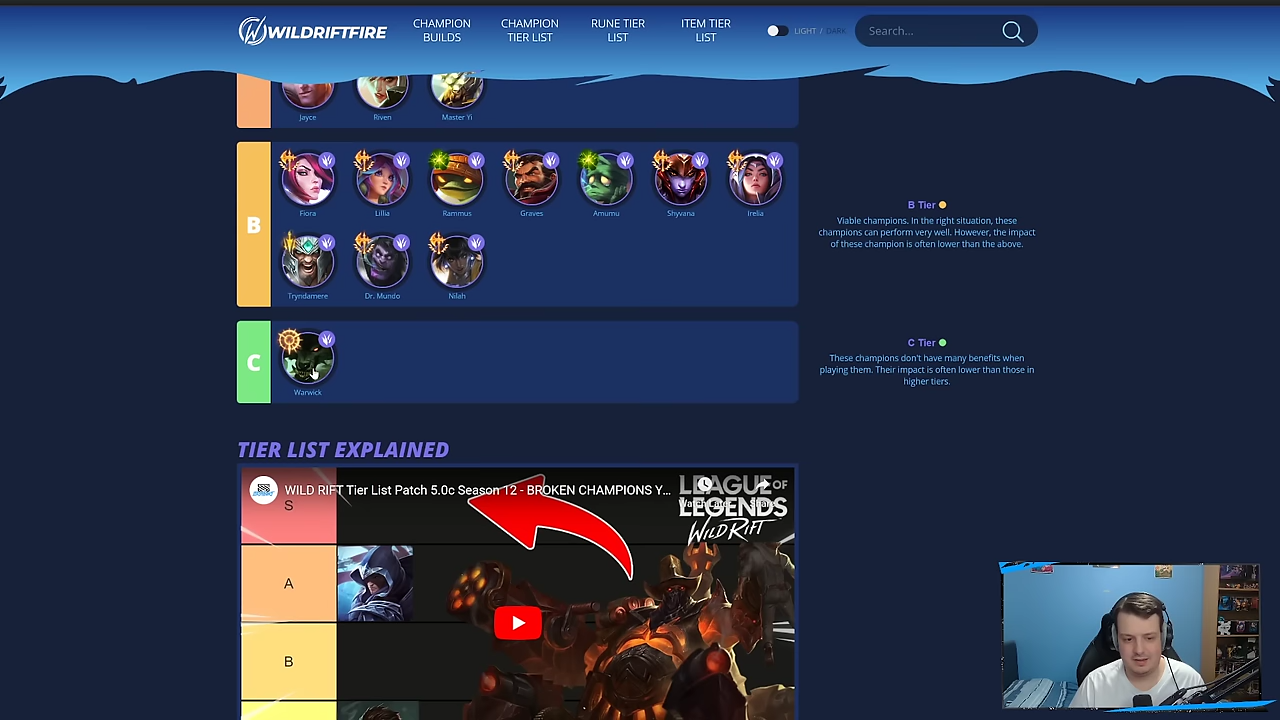 WILDRIFTFIRE
CHAMPION
BUILDS
CHAMPION
TIER LIST
RUNE TIER
LIST
ITEM TIER
LIST
LIGHT / DARK
Search...
Jayce
Riven
Master Yi
B
Fiora
Lillia
Rammus
Graves
Amumu
Shyvana
Irelia
Tryndamere
Dr. Mundo
Nilah
B Tier
Viable champions. In the right situation, these
champions can perform very well. However, the impact
of these champion is often lower than the above.
C
Warwick
C Tier
These champions don't have many benefits when
playing them. Their impact is often lower than those in
higher tiers.
TIER LIST EXPLAINED
WILD RIFT Tier List Patch 5.0c Season 12 - BROKEN CHAMPIONS Y...
LEAGUE OF
LEGENDS
WILD RIFT
S
A
B